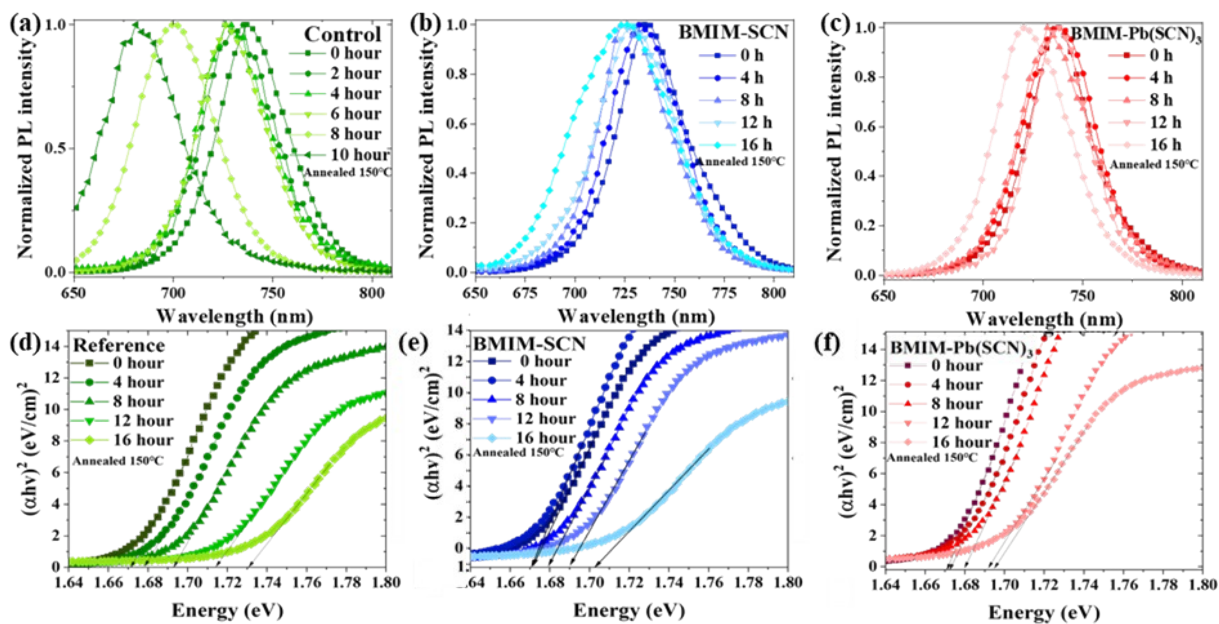 (a)
Control
0 hour
2 hour
4 hour
6 hour
8 hour
10 hour
Annealed 150℃
Normalized PL intensity
1.0
0.5
0.0
650
700
750
800
Wavelength (nm)
(b)
BMIM-SCN
0 h
4 h
8 h
12 h
16 h
Annealed 150℃
Normalized PL intensity
1.0
0.8
0.6
0.4
0.2
0.0
650
675
700
725
750
775
800
Wavelength (nm)
(c)
BMIM-Pb(SCN)₃
0 h
4 h
8 h
12 h
16 h
Annealed 150℃
Normalized PL intensity
1.0
0.8
0.6
0.4
0.2
0.0
650
700
750
800
Wavelength (nm)
(d)
Reference
0 hour
4 hour
8 hour
12 hour
16 hour
Annealed 150℃
(αhν)² (eV/cm)²
14
12
10
8
6
4
2
0
1.64
1.66
1.68
1.70
1.72
1.74
1.76
1.78
1.80
Energy (eV)
(e)
BMIM-SCN
0 hour
4 hour
8 hour
12 hour
16 hour
Annealed 150℃
(αhν)² (eV/cm)²
14
12
10
8
6
4
2
0
1
1.64
1.66
1.68
1.70
1.72
1.74
1.76
1.78
1.80
Energy (eV)
(f)
BMIM-Pb(SCN)₃
0 hour
4 hour
8 hour
12 hour
16 hour
Annealed 150℃
(αhν)² (eV/cm)²
14
12
10
8
6
4
2
0
1.64
1.66
1.68
1.70
1.72
1.74
1.76
1.78
1.80
Energy (eV)